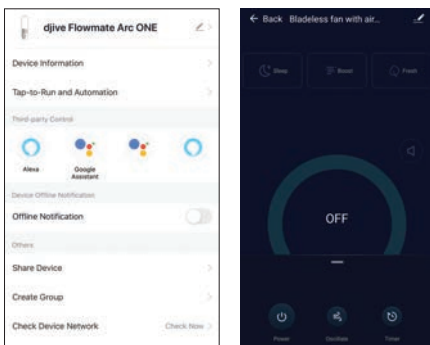 djive Flowmate Arc ONE
Device Information
Tap-to-Run and Automation
Third-party Control
Alexa
Google
Assistant
Device Offline Notification
Offline Notification
Others
Share Device
Create Group
Check Device Network
Check Now
Back Bladeless fan with air...
Sleep
Boost
Fresh
OFF
Power
Oscillate
Timer